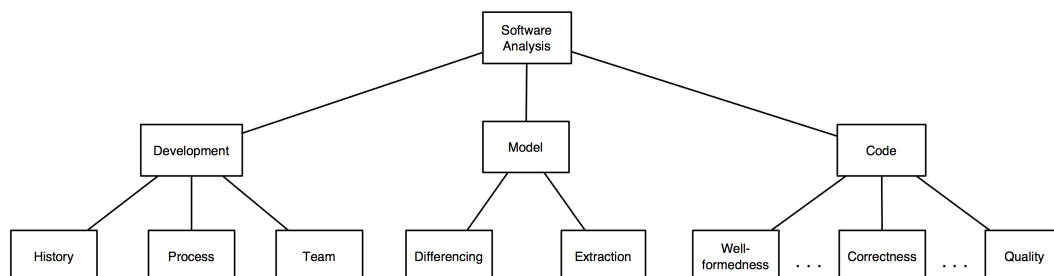 Software
Analysis
Development
Model
Code
History
Process
Team
Differencing
Extraction
Well-
formedness
. . .
Correctness
. . .
Quality